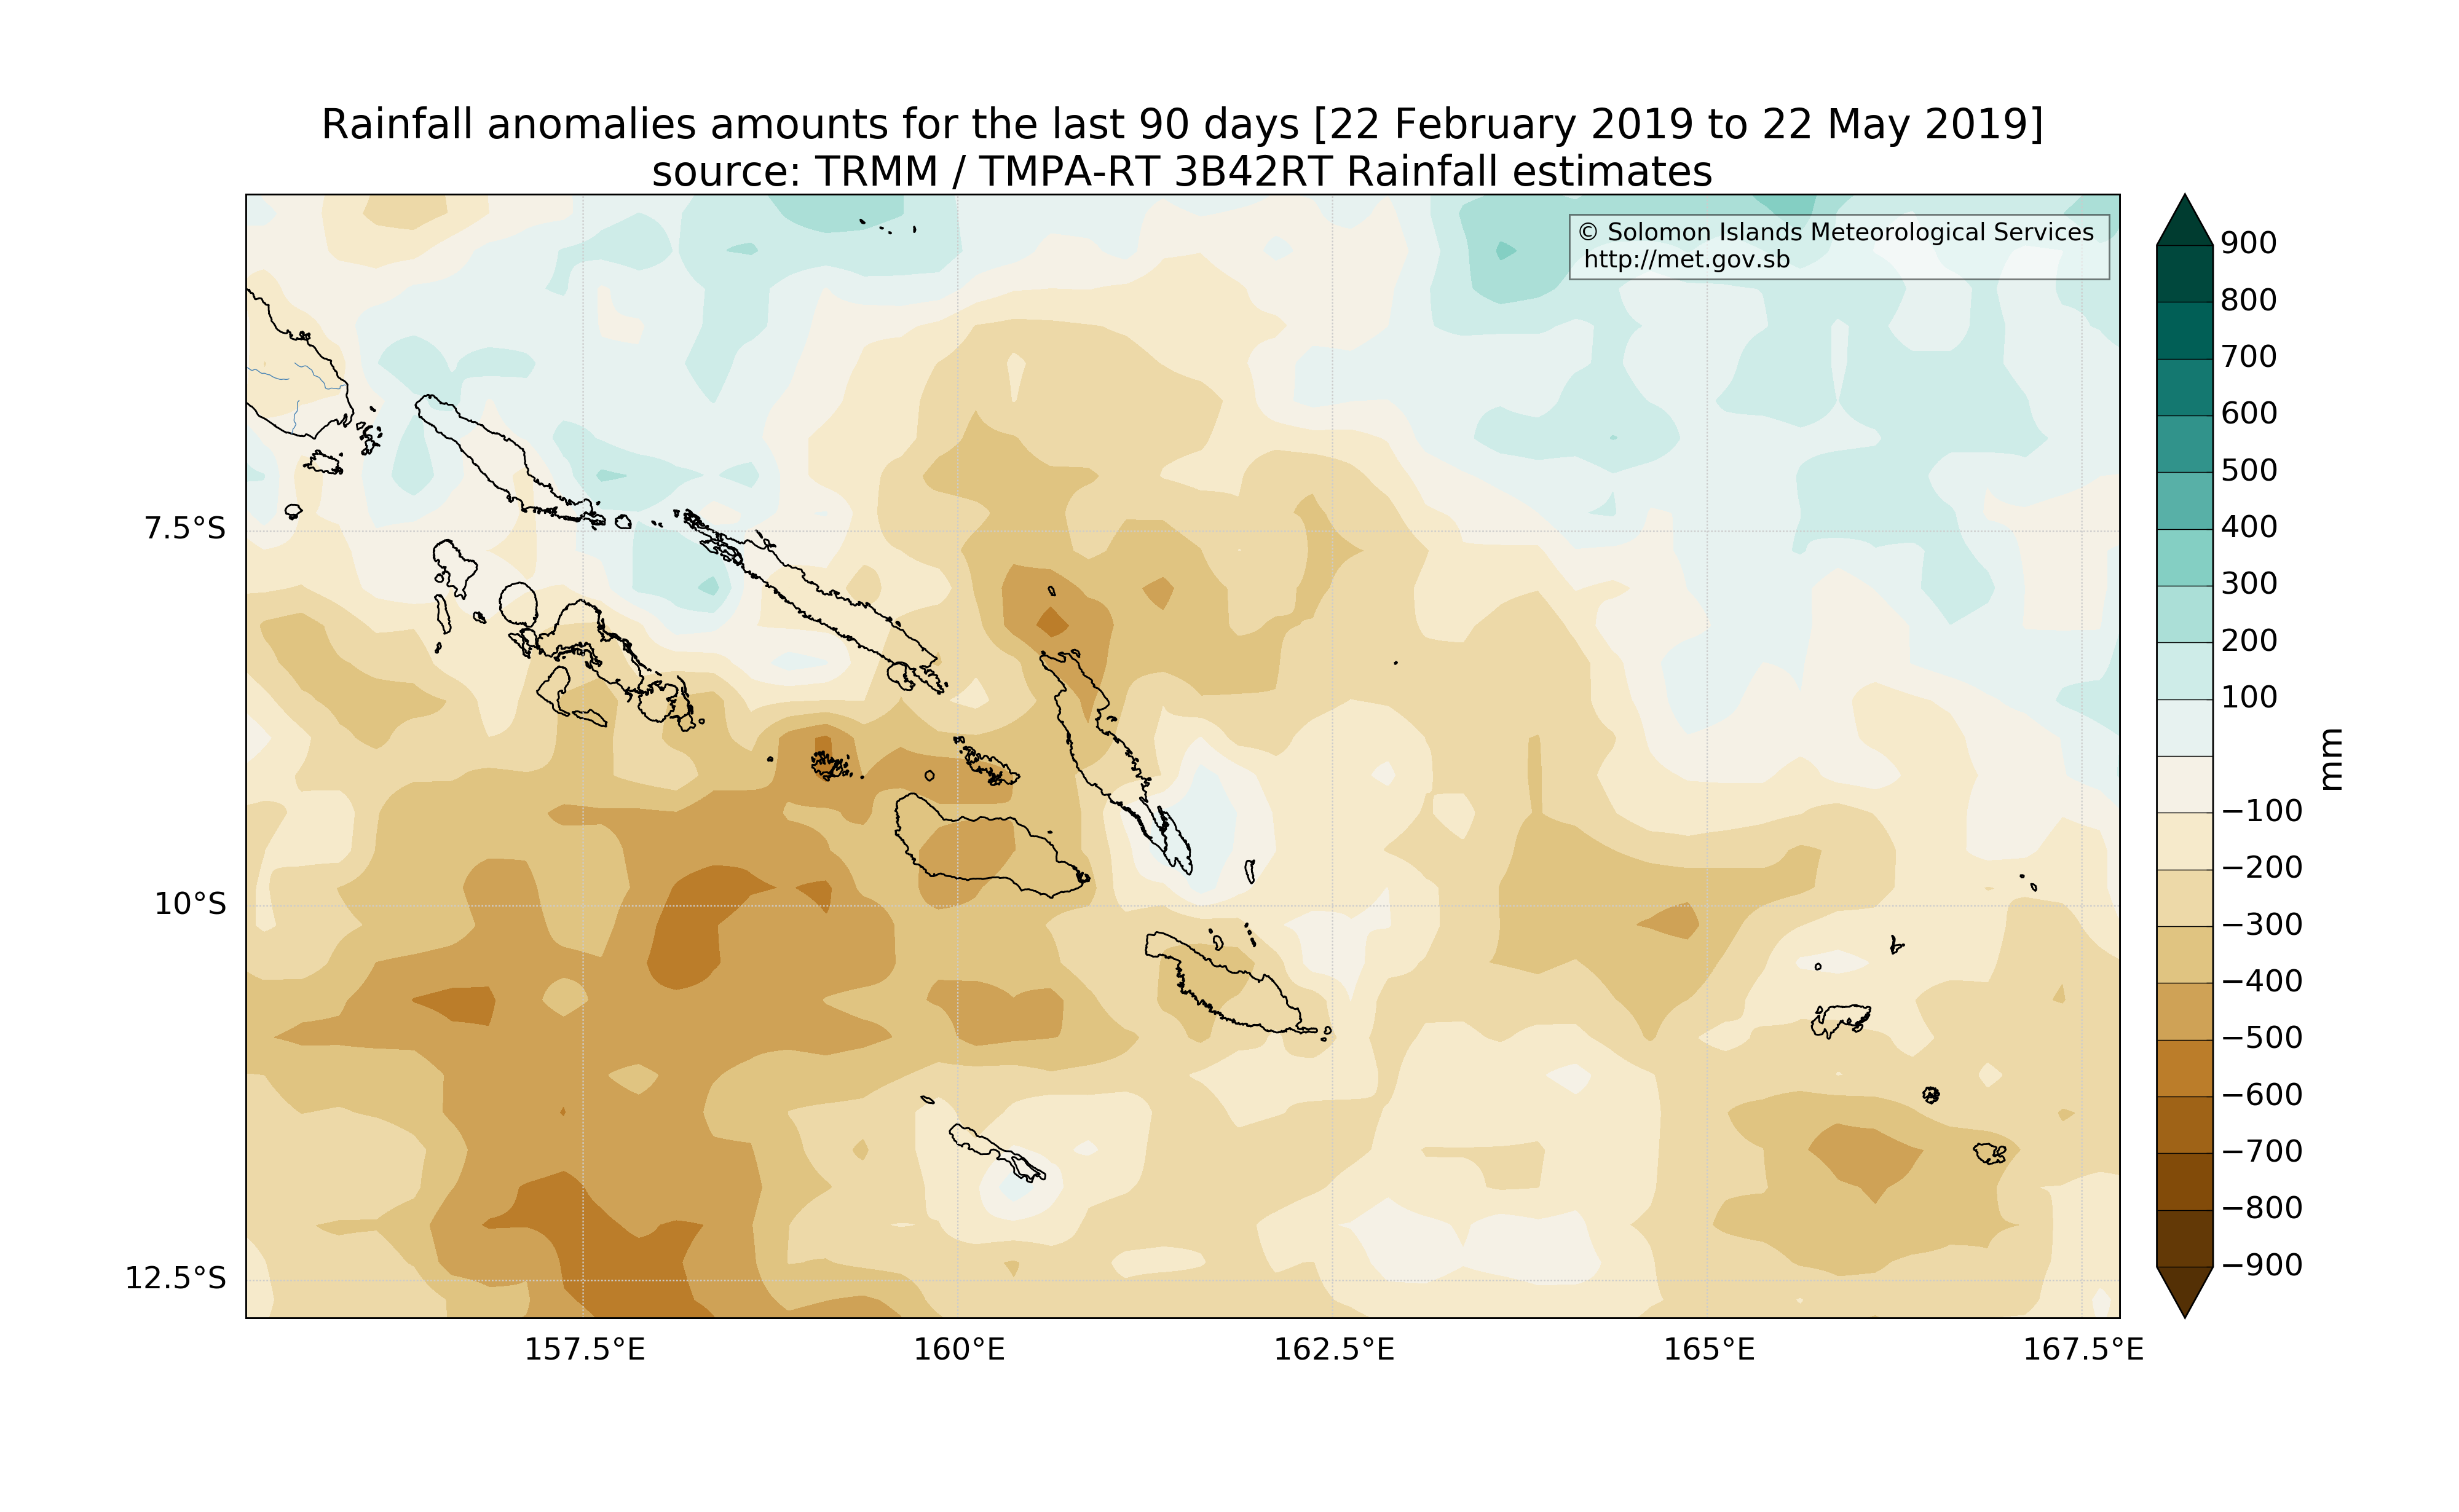 Rainfall anomalies amounts for the last 90 days [22 February 2019 to 22 May 2019]
source: TRMM / TMPA-RT 3B42RT Rainfall estimates
© Solomon Islands Meteorological Services
http://met.gov.sb
7.5°S
10°S
12.5°S
157.5°E
160°E
162.5°E
165°E
167.5°E
900
800
700
600
500
400
300
200
100
−100
−200
−300
−400
−500
−600
−700
−800
−900
mm